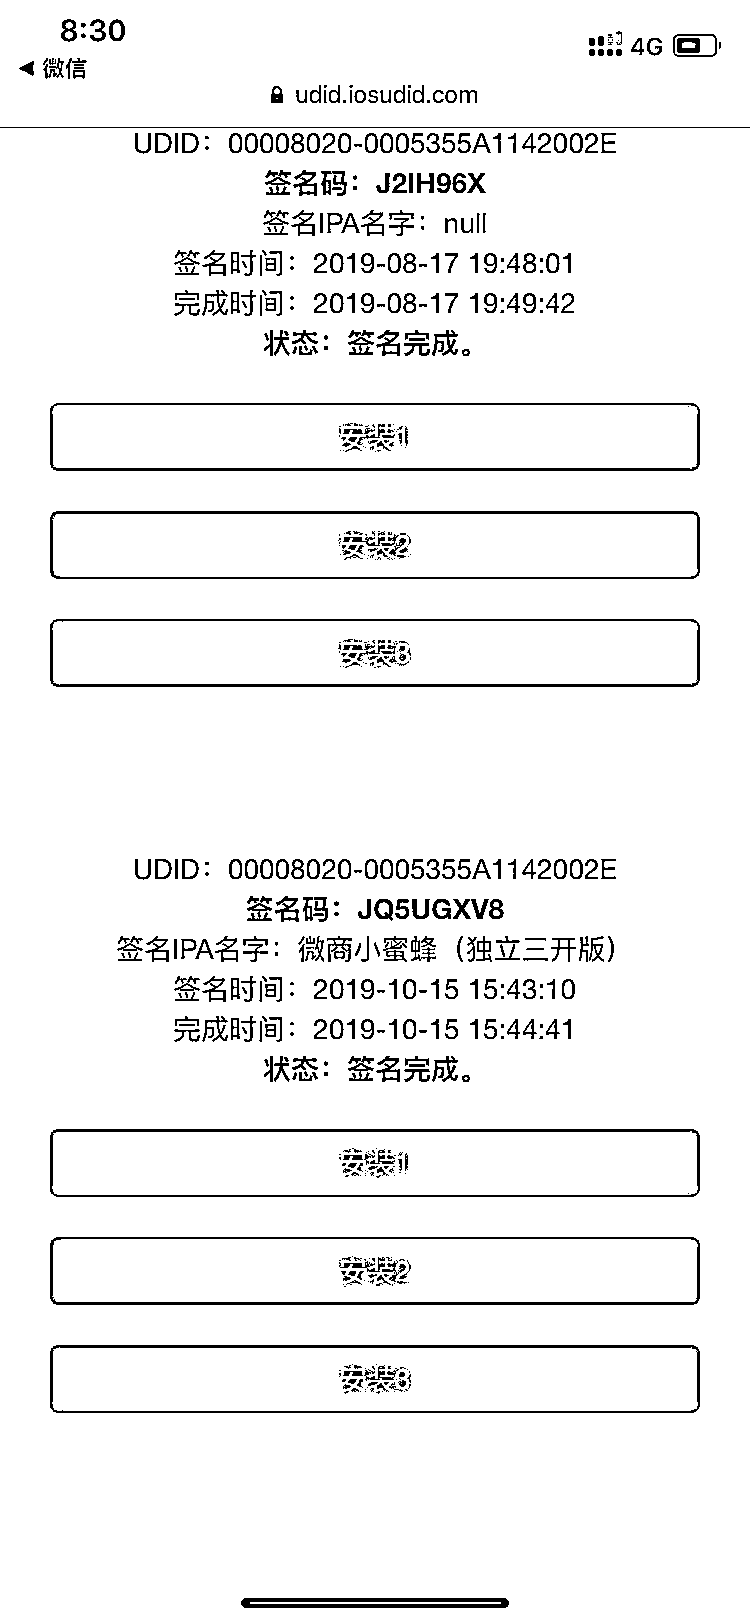 8:30
4G
微信
udid.iosudid.com
UDID：00008020-0005355A1142002E
签名码：J2IH96X
签名IPA名字：null
签名时间：2019-08-17 19:48:01
完成时间：2019-08-17 19:49:42
状态：签名完成。
安装1
安装2
安装3
UDID：00008020-0005355A1142002E
签名码：JQ5UGXV8
签名IPA名字：微商小蜜蜂（独立三开版）
签名时间：2019-10-15 15:43:10
完成时间：2019-10-15 15:44:41
状态：签名完成。
安装1
安装2
安装3